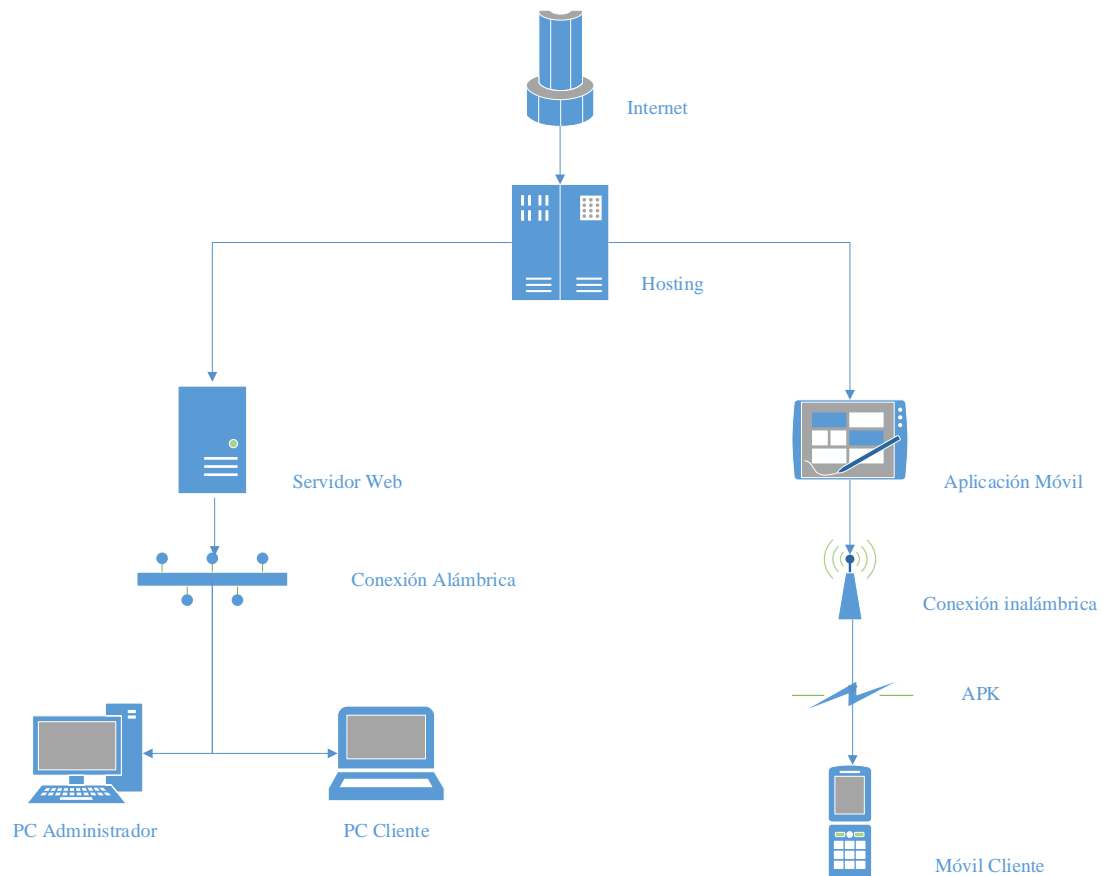 Internet
Hosting
Servidor Web
Aplicación Móvil
Conexión Alámbrica
Conexión inalámbrica
APK
PC Administrador
PC Cliente
Móvil Cliente